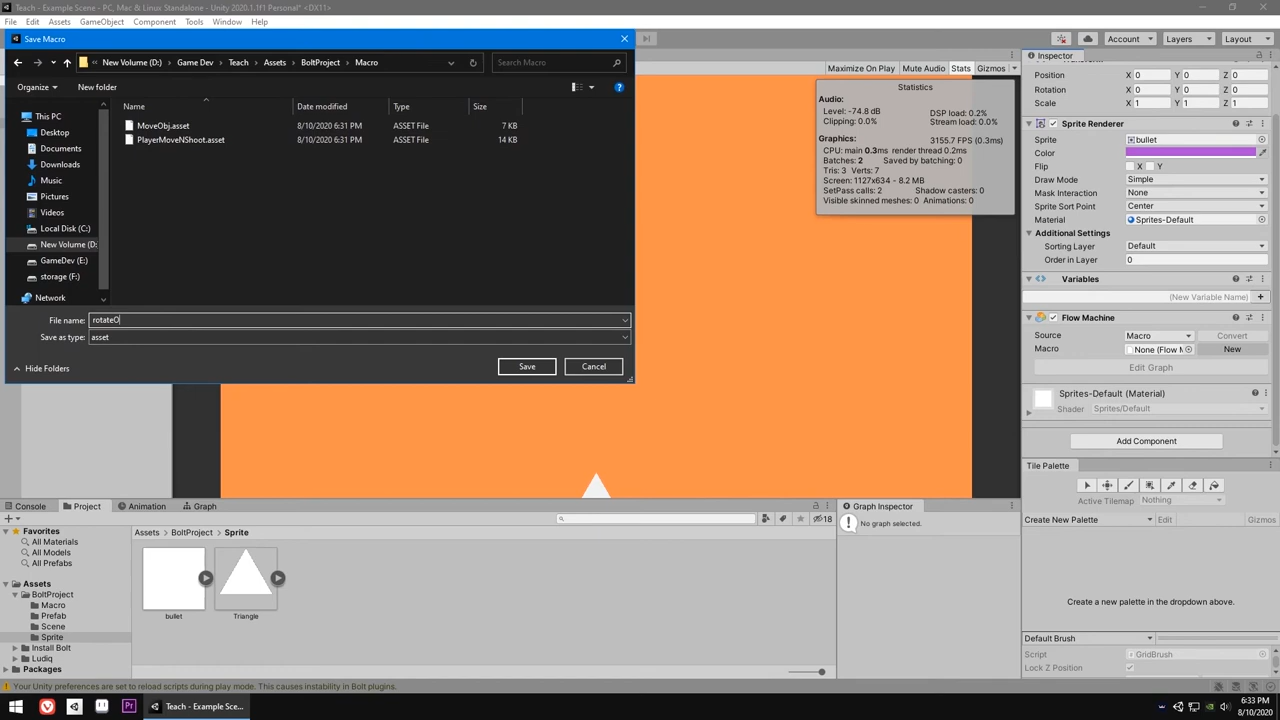 Teach - Example Scene - PC, Mac & Linux Standalone - Unity 2020.1.1f1 Personal* <DX11>
File Edit Assets GameObject Component Tools Window Help
Save Macro
Account Layers Layout
New Volume (D:) Game Dev Teach Assets BoltProject Macro
Search Macro
Organize New folder
Name Date modified Type Size
MoveObj.asset 8/10/2020 6:31 PM ASSET File 7 KB
PlayerMoveNShoot.asset 8/10/2020 6:31 PM ASSET File 14 KB
This PC
Desktop
Documents
Downloads
Music
Pictures
Videos
Local Disk (C:)
New Volume (D:
GameDev (E:)
storage (F:)
Network
File name: rotateO
Save as type: asset
Hide Folders
Save Cancel
Maximize On Play Mute Audio Stats Gizmos
Statistics
Audio:
Level: -74.8 dB DSP load: 0.2%
Clipping: 0.0% Stream load: 0.0%
Graphics: 3155.7 FPS (0.3ms)
CPU: main 0.3ms render thread 0.2ms
Batches: 2 Saved by batching: 0
Tris: 3 Verts: 7
Screen: 1127x634 - 8.2 MB
SetPass calls: 2 Shadow casters: 0
Visible skinned meshes: 0 Animations: 0
Inspector
Position X 0 Y 0 Z 0
Rotation X 0 Y 0 Z 0
Scale X 1 Y 1 Z 1
Sprite Renderer
Sprite bullet
Color
Flip X Y
Draw Mode Simple
Mask Interaction None
Sprite Sort Point Center
Material Sprites-Default
Additional Settings
Sorting Layer Default
Order in Layer 0
Variables
(New Variable Name)
Flow Machine
Source Macro Convert
Macro None (Flow M New
Edit Graph
Sprites-Default (Material)
Shader Sprites/Default
Add Component
Tile Palette
Active Tilemap Nothing
Create New Palette Edit Gizmos
Create a new palette in the dropdown above.
Default Brush
Script GridBrush
Lock Z Position
Console Project Animation Graph
18
Favorites
All Materials
All Models
All Prefabs
Assets
BoltProject
Macro
Prefab
Scene
Sprite
Install Bolt
Ludiq
Packages
Assets BoltProject Sprite
bullet Triangle
Graph Inspector
No graph selected.
Your Unity preferences are set to reload scripts during play mode. This causes instability in Bolt plugins.
Teach - Example Sce...
6:33 PM
8/10/2020